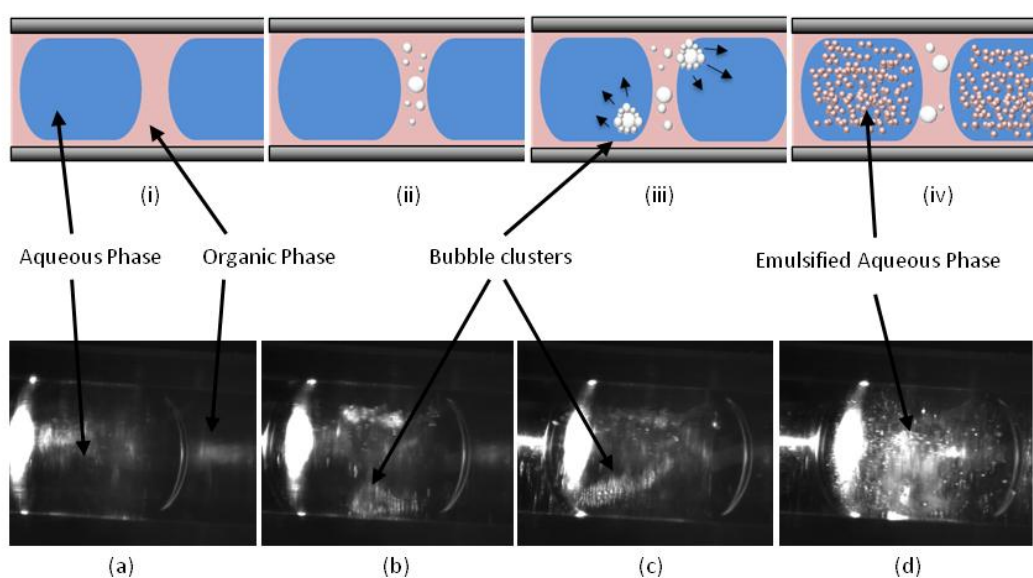 (i) (ii) (iii) (iv)
Aqueous Phase Organic Phase Bubble clusters Emulsified Aqueous Phase
(a) (b) (c) (d)